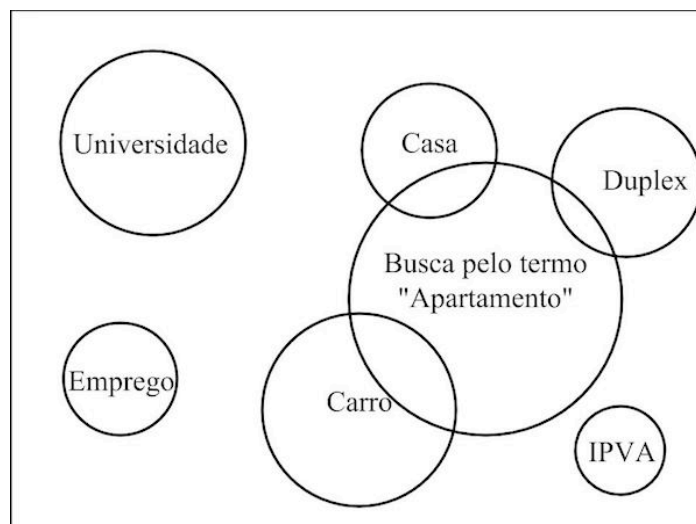 Universidade
Casa
Duplex
Busca pelo termo
"Apartamento"
Emprego
Carro
IPVA